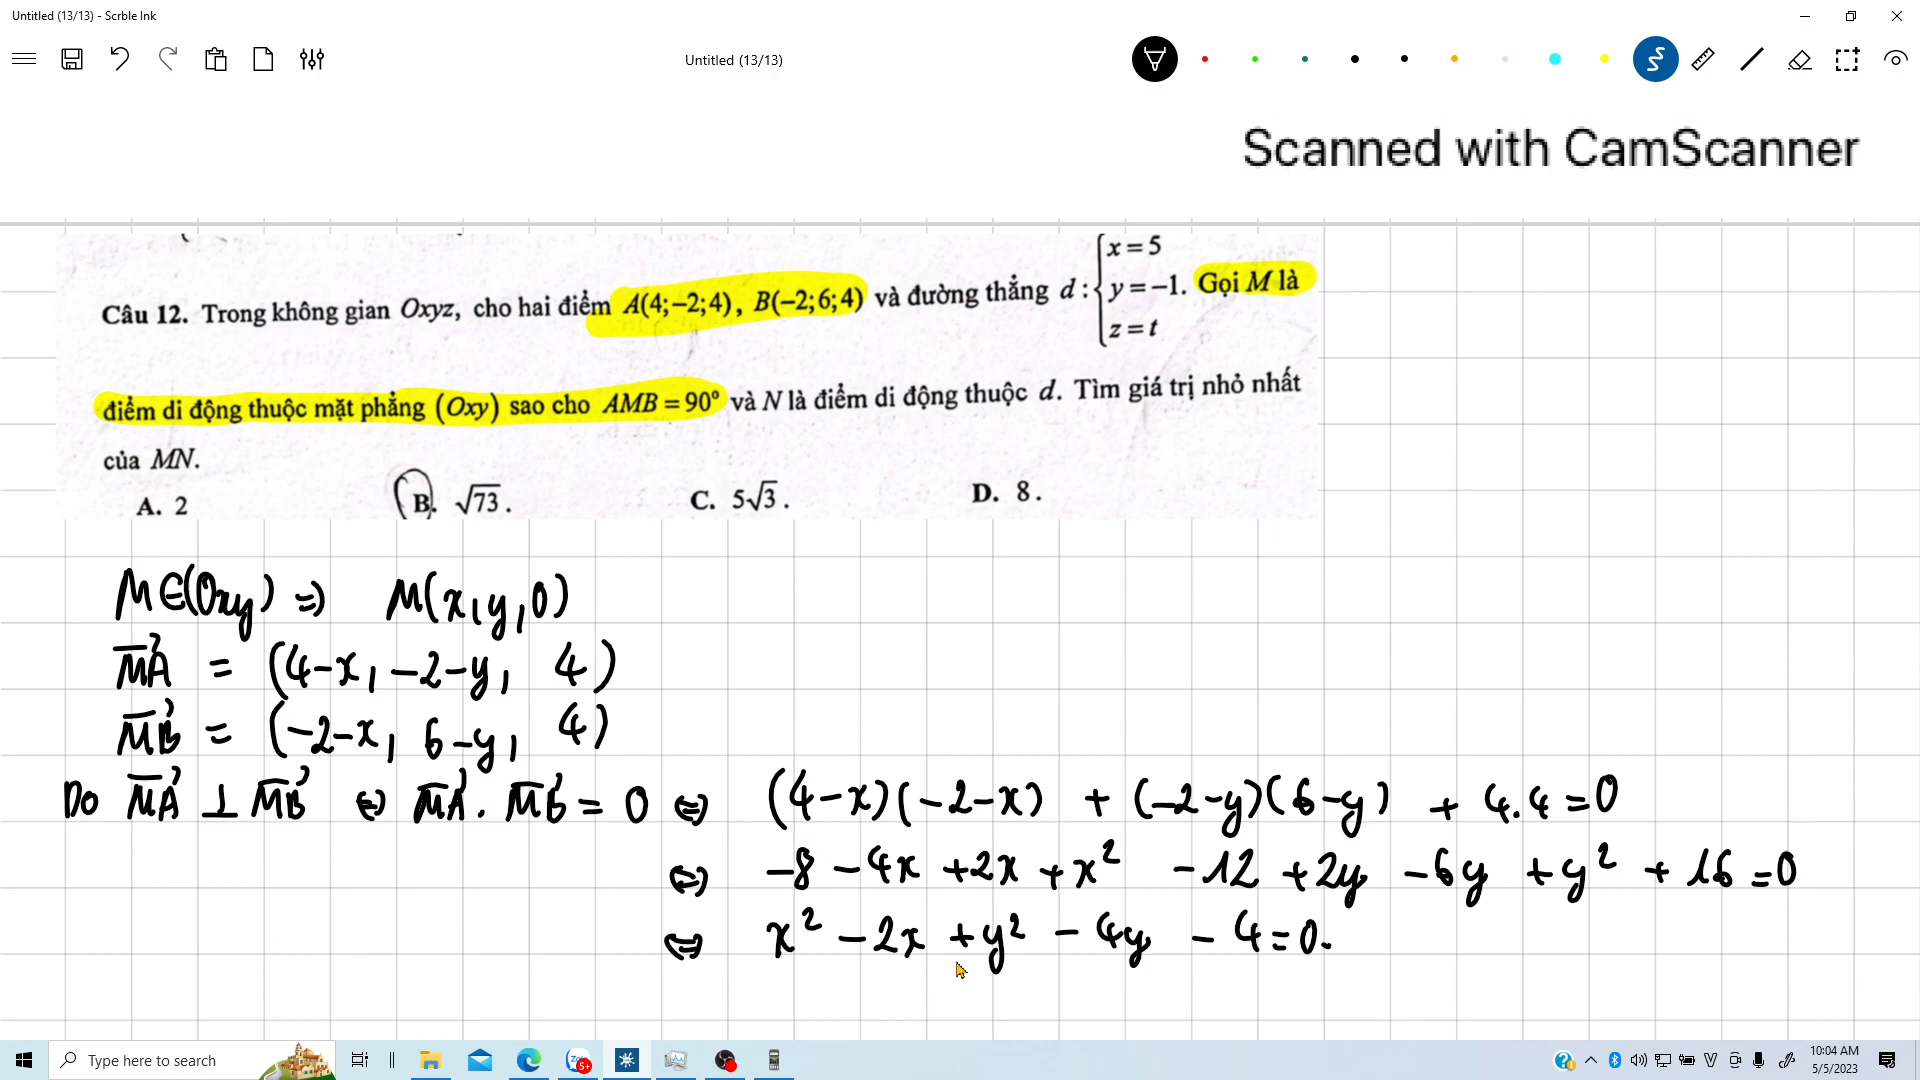 Untitled (13/13) - Scrble Ink
Untitled (13/13)
Scanned with CamScanner
Câu 12. Trong không gian Oxyz, cho hai điểm A(4;−2;4), B(−2;6;4) và đường thẳng d: { x = 5 y = −1. z = t Gọi M là
điểm di động thuộc mặt phẳng (Oxy) sao cho AMB = 90° và N là điểm di động thuộc d. Tìm giá trị nhỏ nhất
của MN.
A. 2 B. √73. C. 5√3. D. 8.
M∈(Oxy) => M(x, y, 0)
MA⃗ = (4-x, -2-y, 4)
MB⃗ = (-2-x, 6-y, 4)
Do MA⃗ ⊥ MB⃗ ⇔ MA⃗ . MB⃗ = 0 ⇔ (4-x)(-2-x) + (-2-y)(6-y) + 4.4 = 0
⇔ -8 -4x +2x + x² -12 +2y -6y + y² + 16 = 0
⇔ x² - 2x + y² - 4y - 4 = 0.
Type here to search
5+
10:04 AM
5/5/2023